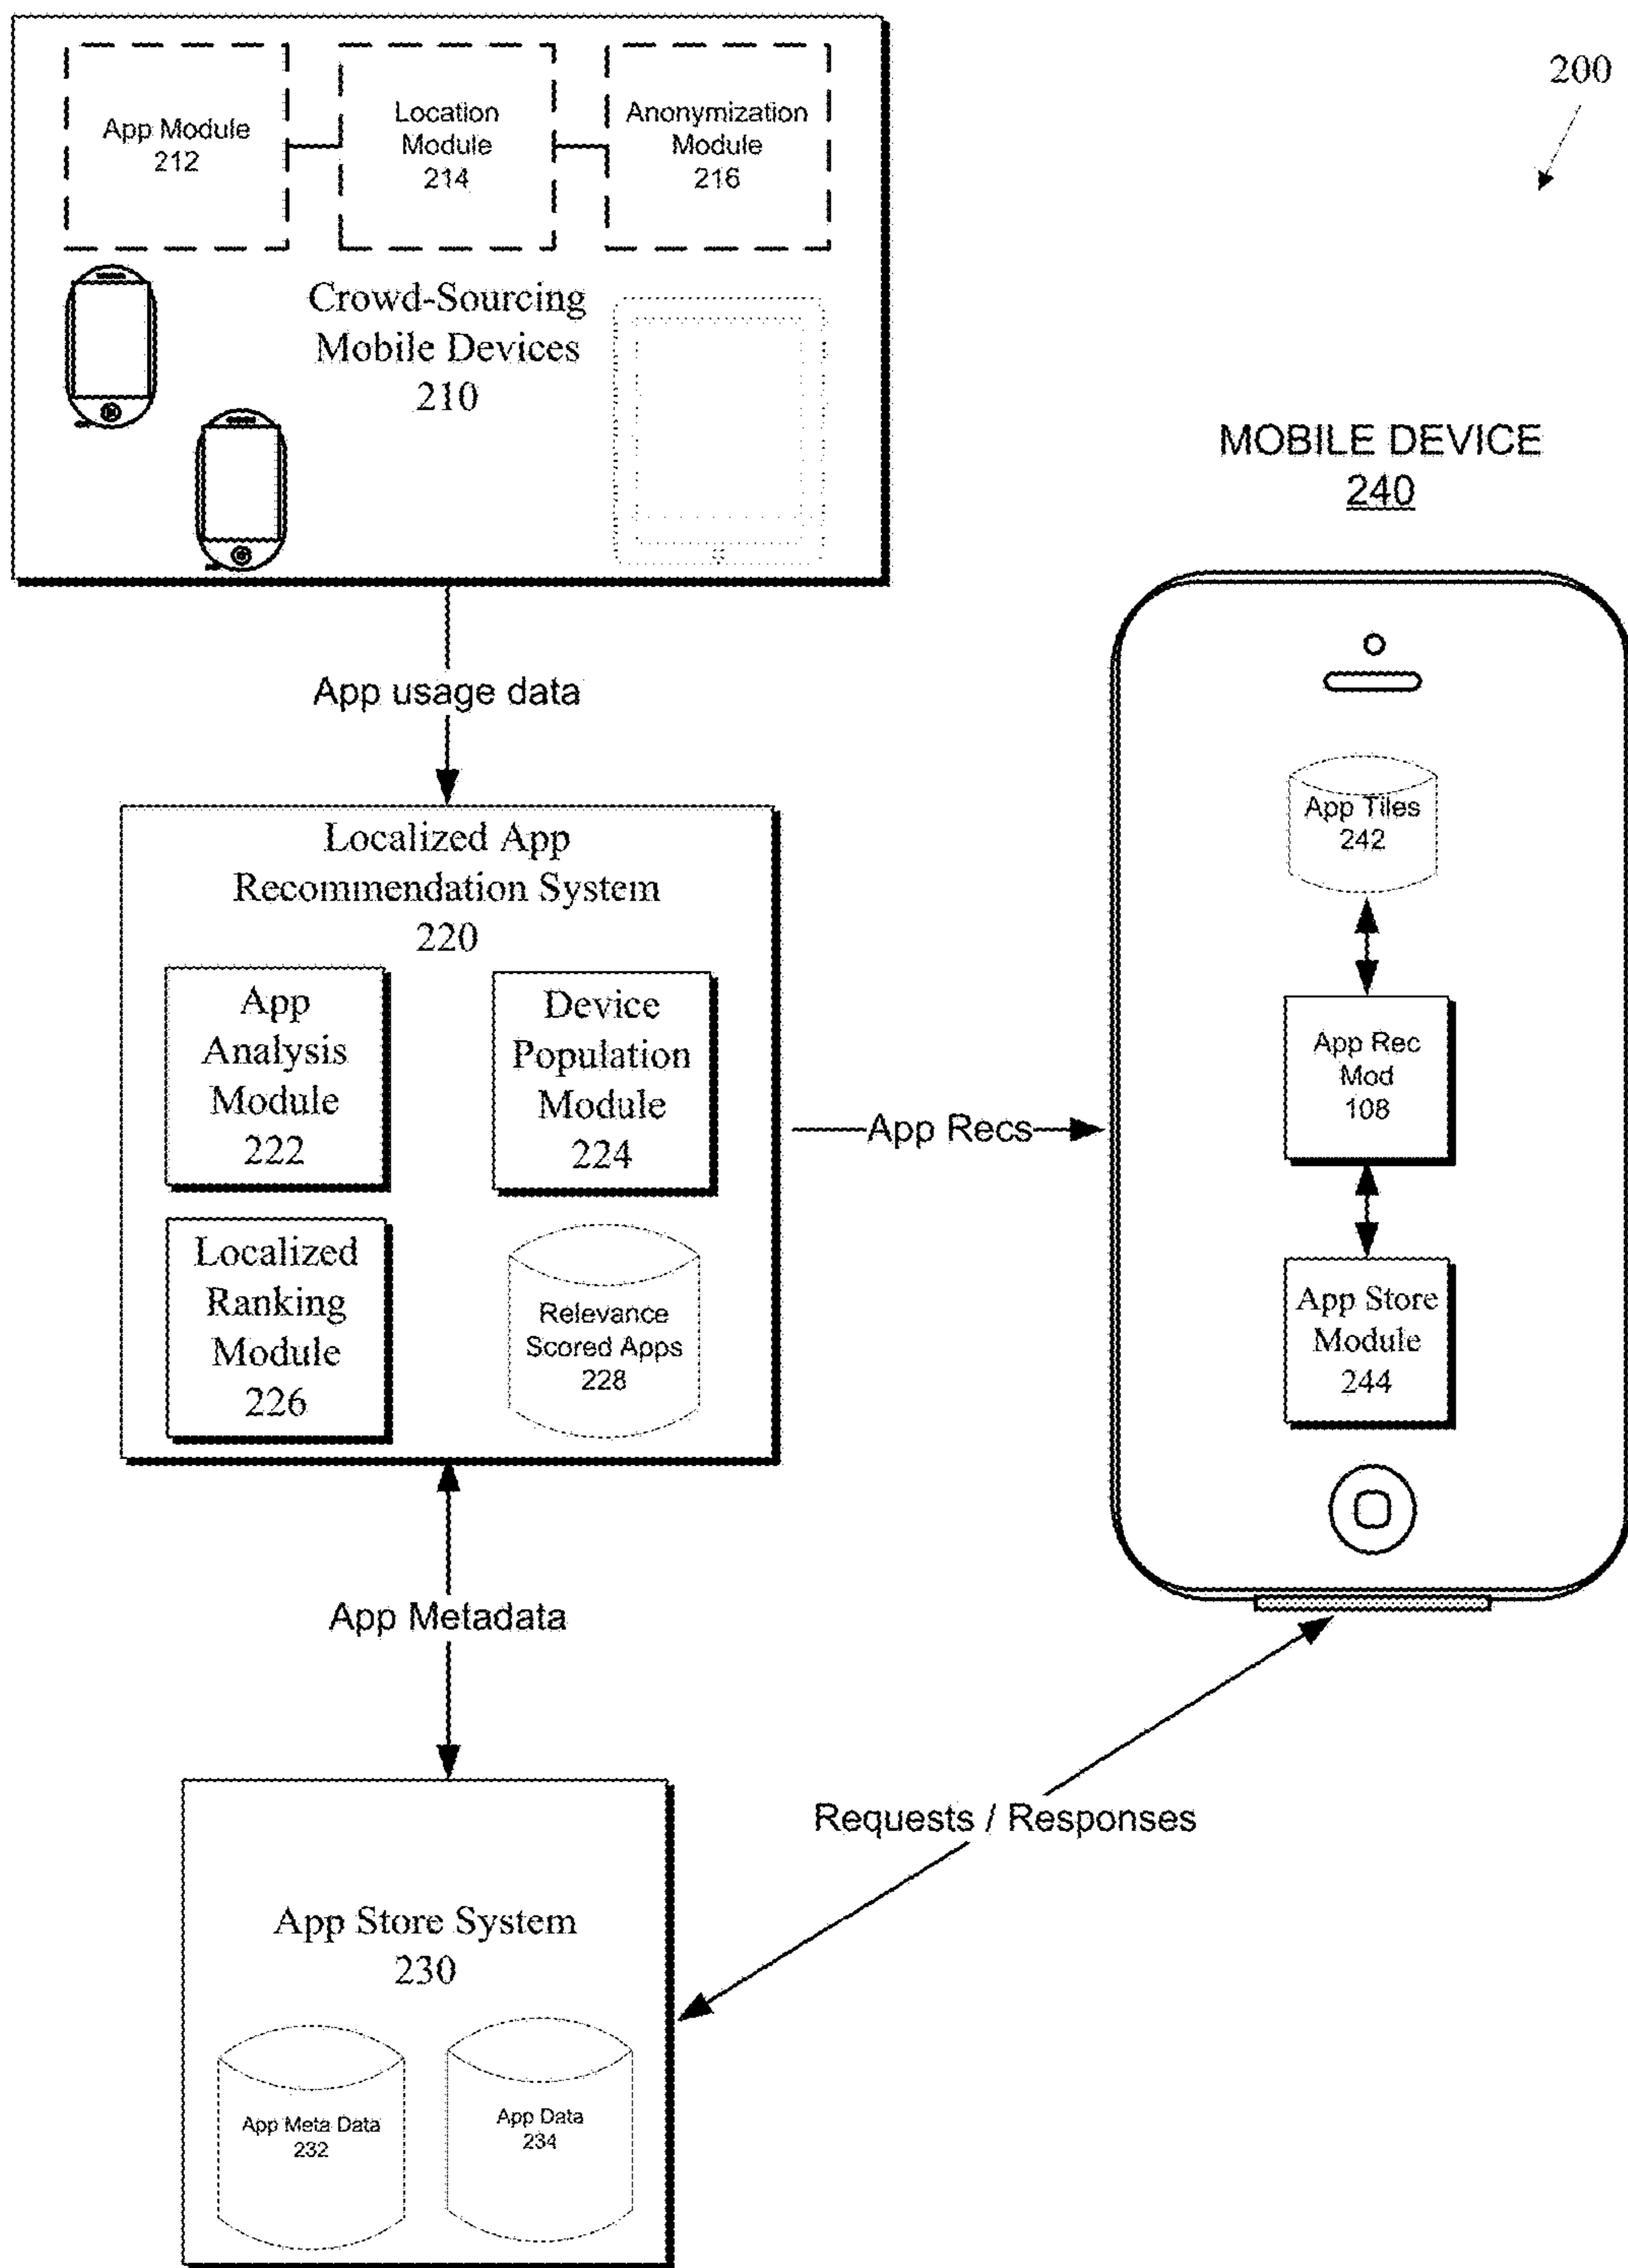 200
App Module
212
Location
Module
214
Anonymization
Module
216
Crowd-Sourcing
Mobile Devices
210
MOBILE DEVICE
240
App usage data
Localized App
Recommendation System
220
App
Analysis
Module
222
Device
Population
Module
224
Localized
Ranking
Module
226
Relevance
Scored Apps
228
App Recs
App Tiles
242
App Rec
Mod
108
App Store
Module
244
App Metadata
Requests / Responses
App Store System
230
App Meta Data
232
App Data
234